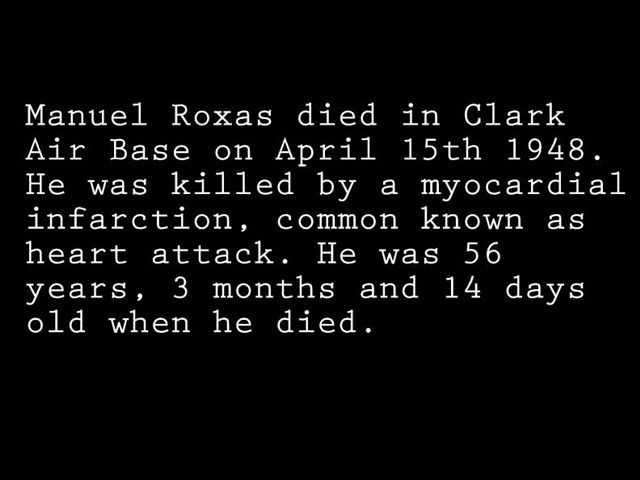 Manuel Roxas died in Clark
Air Base on April 15th 1948.
He was killed by a myocardial
infarction, common known as
heart attack. He was 56
years, 3 months and 14 days
old when he died.